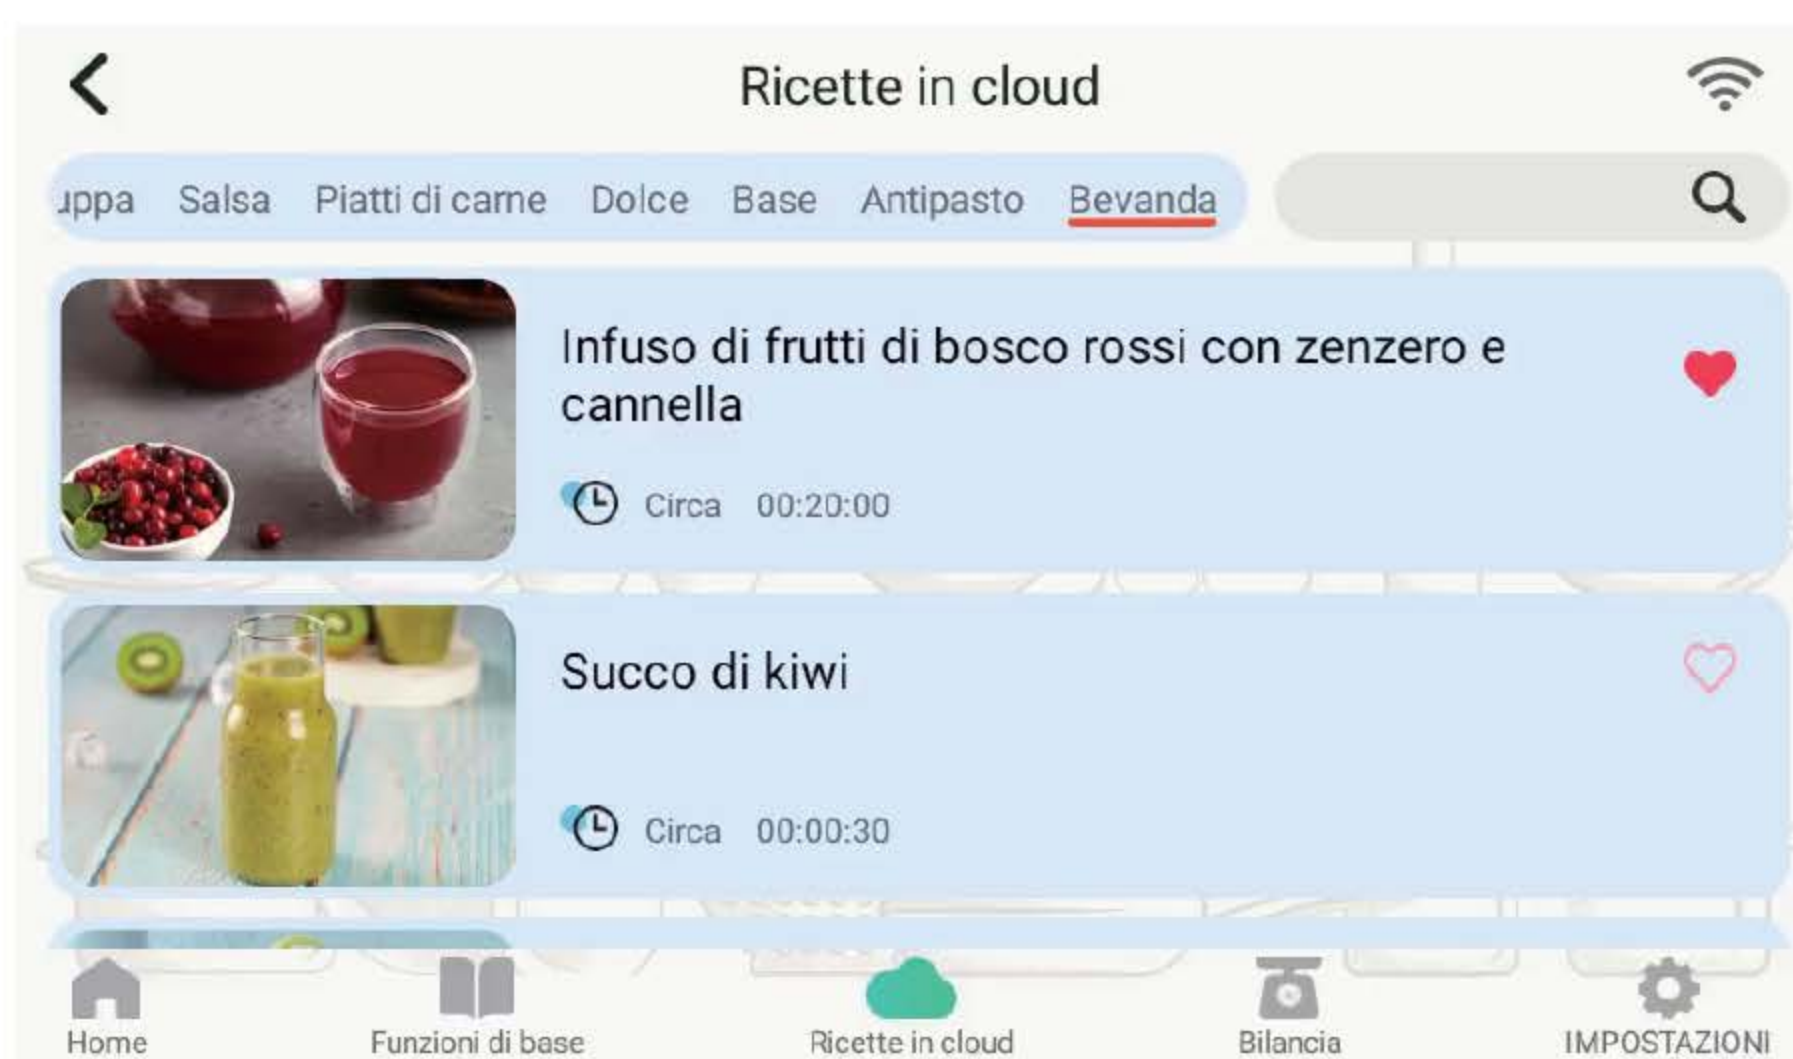 Ricette in cloud
uppa Salsa Piatti di carne Dolce Base Antipasto Bevanda
Infuso di frutti di bosco rossi con zenzero e
cannella
Circa 00:20:00
Succo di kiwi
Circa 00:00:30
Home Funzioni di base Ricette in cloud Bilancia IMPOSTAZIONI